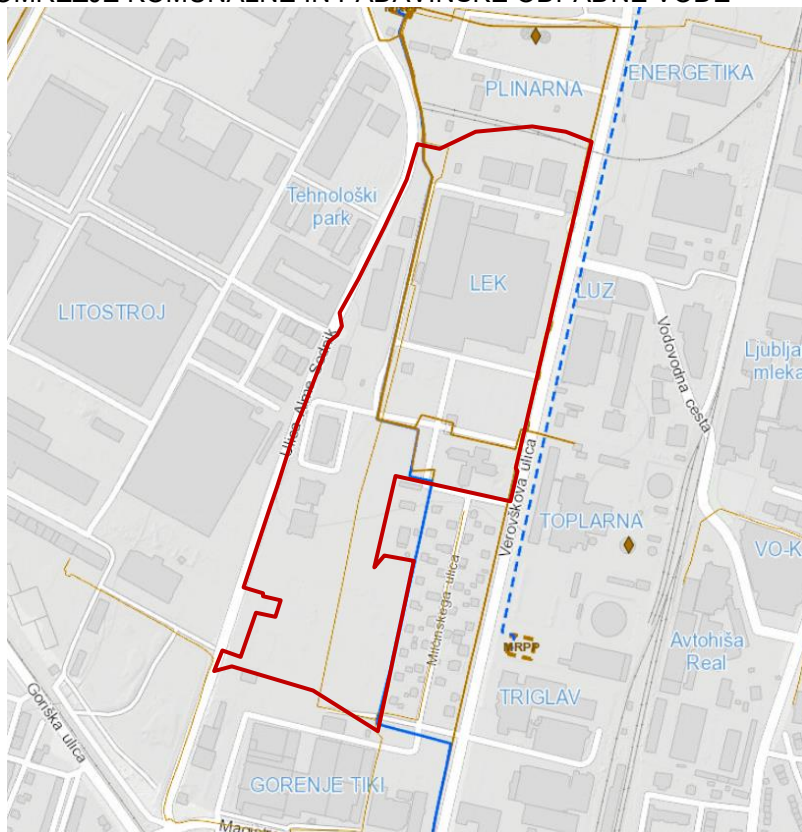 OMREŽJE KOMUNALNE IN PADAVINSKE ODPADNE VODE
ENERGETIKA
PLINARNA
Tehnološki
park
LEK
LUZ
LITOSTROJ
Vodovodna cesta
Ljublja
mleka
Ulica Alme Sodnik
Verovškova ulica
TOPLARNA
VO-K
Milčinskega ulica
MRPP
Avtohiša
Real
TRIGLAV
Goriška ulica
GORENJE TIKI